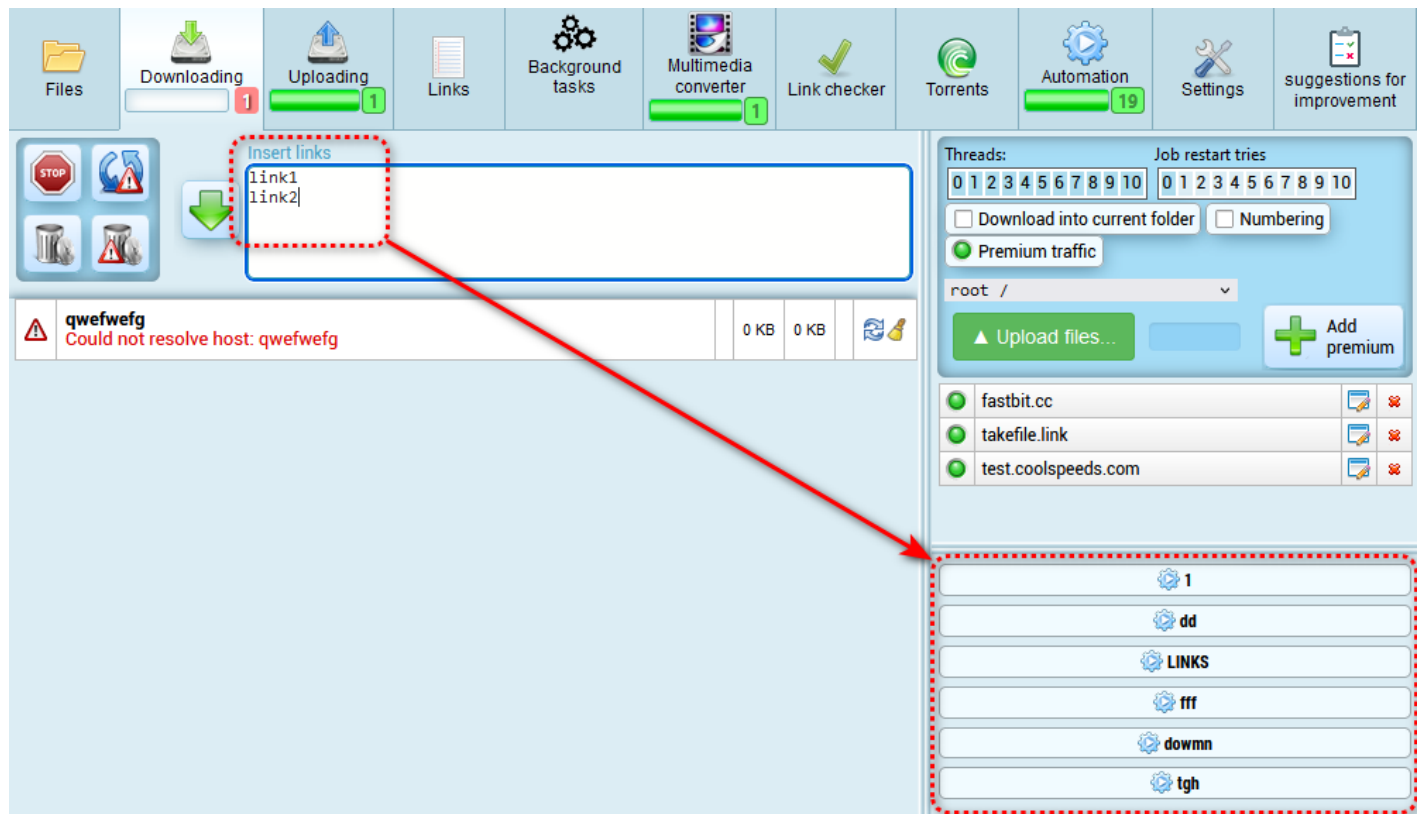 Files
Downloading
1
Uploading
1
Links
Background
tasks
Multimedia
converter
1
Link checker
Torrents
Automation
19
Settings
suggestions for
improvement
STOP
Insert links
link1
link2
Threads:
0 1 2 3 4 5 6 7 8 9 10
Job restart tries
0 1 2 3 4 5 6 7 8 9 10
Download into current folder
Numbering
Premium traffic
root /
▲ Upload files...
Add
premium
qwefwefg
Could not resolve host: qwefwefg
0 KB
0 KB
fastbit.cc
takefile.link
test.coolspeeds.com
1
dd
LINKS
fff
dowmn
tgh